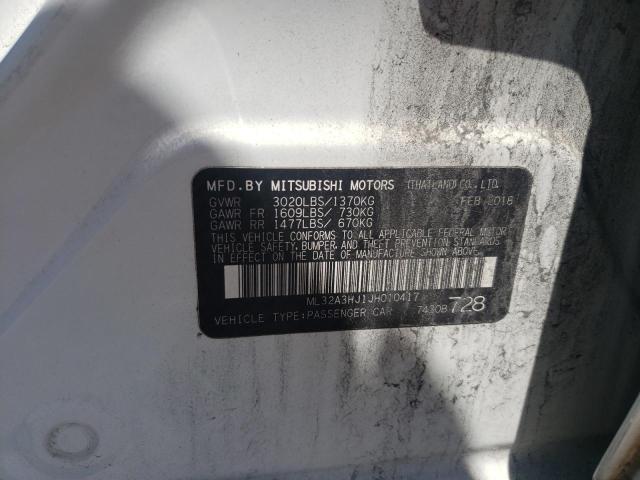 MFD.BY MITSUBISHI MOTORS (THAILAND) CO., LTD.
GVWR 3020LBS/1370KG FEB 2018
GAWR FR 1609LBS/ 730KG
GAWR RR 1477LBS/ 670KG
THIS VEHICLE CONFORMS TO ALL APPLICABLE FEDERAL MOTOR
VEHICLE SAFETY, BUMPER, AND THEFT PREVENTION STANDARDS
IN EFFECT ON THE DATE OF MANUFACTURE SHOWN ABOVE.
ML32A3HJ1JH010417
VEHICLE TYPE:PASSENGER CAR 7430B 728